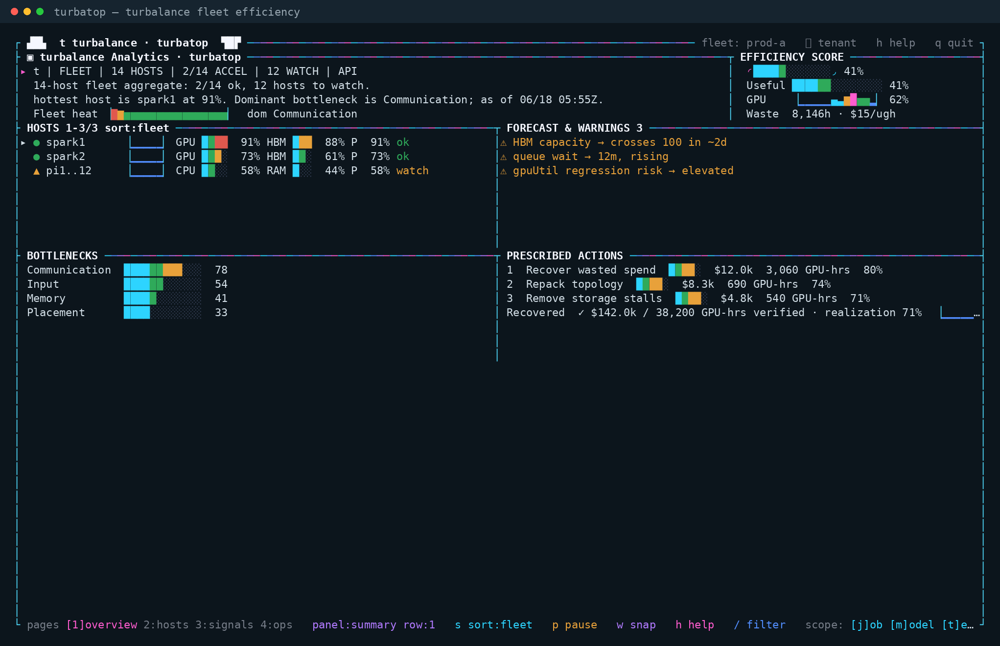 turbatop — turbalance fleet efficiency
t turbalance · turbatop fleet: prod-a tenant h help q quit
▣ turbalance Analytics · turbatop
▸ t | FLEET | 14 HOSTS | 2/14 ACCEL | 12 WATCH | API
14-host fleet aggregate: 2/14 ok, 12 hosts to watch.
hottest host is spark1 at 91%. Dominant bottleneck is Communication; as of 06/18 05:55Z.
Fleet heat dom Communication
EFFICIENCY SCORE
41%
Useful 41%
GPU 62%
Waste 8,146h · $15/ugh
HOSTS 1-3/3 sort:fleet
▸ ● spark1 GPU 91% HBM 88% P 91% ok
● spark2 GPU 73% HBM 61% P 73% ok
▲ pi1..12 CPU 58% RAM 44% P 58% watch
FORECAST & WARNINGS 3
⚠ HBM capacity → crosses 100 in ~2d
⚠ queue wait → 12m, rising
⚠ gpuUtil regression risk → elevated
BOTTLENECKS
Communication 78
Input 54
Memory 41
Placement 33
PRESCRIBED ACTIONS
1 Recover wasted spend $12.0k 3,060 GPU-hrs 80%
2 Repack topology $8.3k 690 GPU-hrs 74%
3 Remove storage stalls $4.8k 540 GPU-hrs 71%
Recovered ✓ $142.0k / 38,200 GPU-hrs verified · realization 71% …
pages [1]overview 2:hosts 3:signals 4:ops panel:summary row:1 s sort:fleet p pause w snap h help / filter scope: [j]ob [m]odel [t]e…